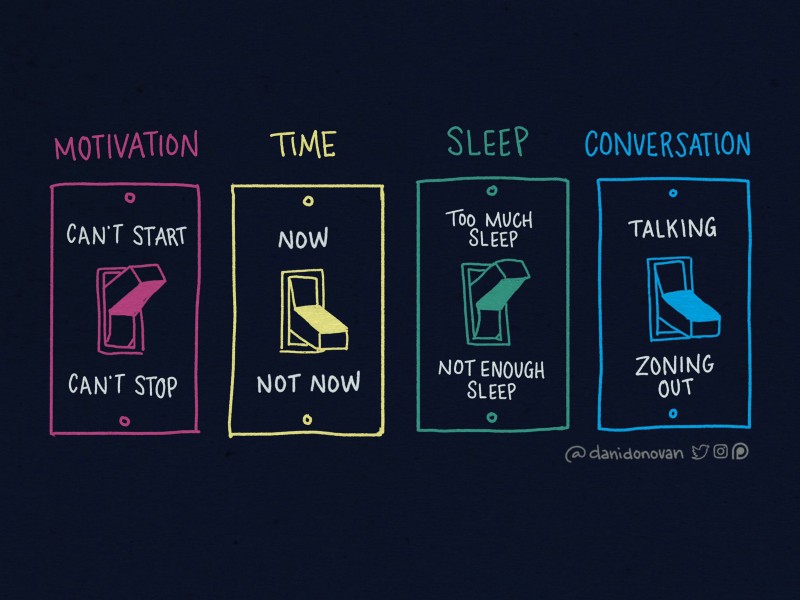 MOTIVATION
CAN'T START
CAN'T STOP
TIME
NOW
NOT NOW
SLEEP
TOO MUCH
SLEEP
NOT ENOUGH
SLEEP
CONVERSATION
TALKING
ZONING
OUT
@danidonovan